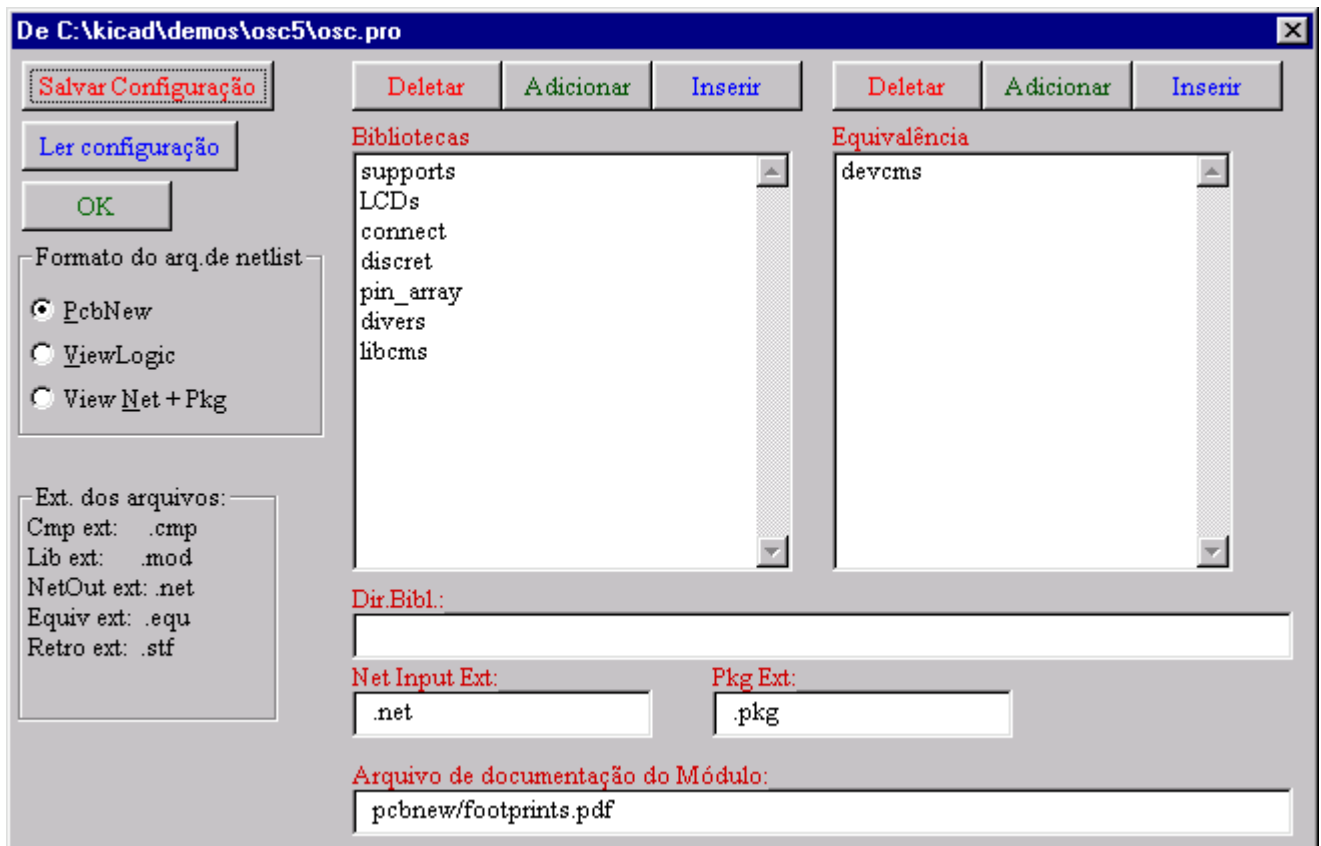 De C:\kicad\demos\osc5\osc.pro
Salvar Configuração
Ler configuração
OK
Formato do arq.de netlist
PcbNew
ViewLogic
View Net + Pkg
Ext. dos arquivos:
Cmp ext: .cmp
Lib ext: .mod
NetOut ext: .net
Equiv ext: .equ
Retro ext: .stf
Deletar Adicionar Inserir
Bibliotecas
supports
LCDs
connect
discret
pin_array
divers
libcms
Deletar Adicionar Inserir
Equivalência
devcms
Dir.Bibl.:
Net Input Ext:
.net
Pkg Ext:
.pkg
Arquivo de documentação do Módulo:
pcbnew/footprints.pdf